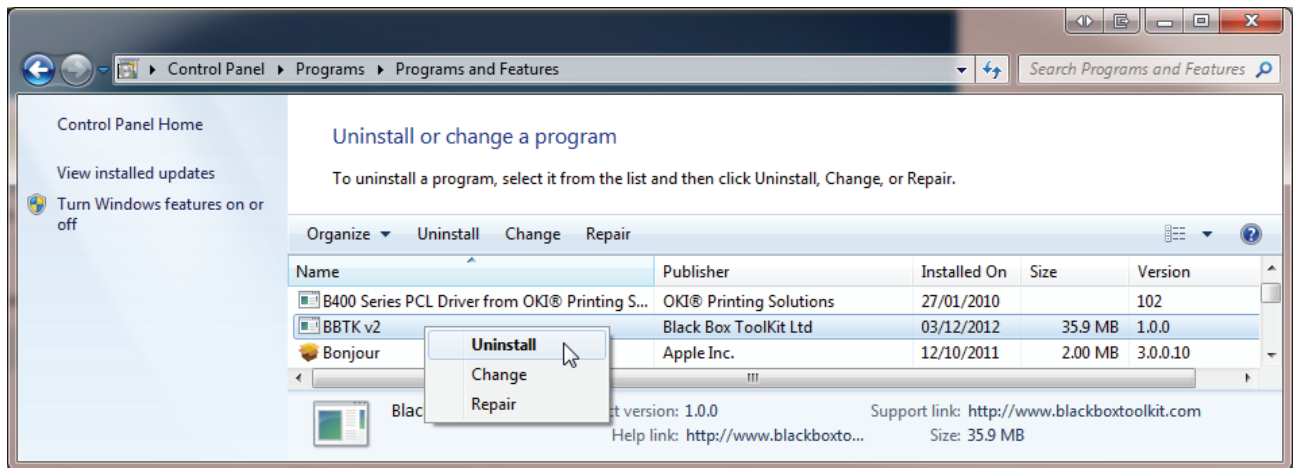 Control Panel Programs Programs and Features Search Programs and Features
Control Panel Home
View installed updates
Turn Windows features on or
off
Uninstall or change a program
To uninstall a program, select it from the list and then click Uninstall, Change, or Repair.
Organize Uninstall Change Repair
Name Publisher Installed On Size Version
B400 Series PCL Driver from OKI® Printing S... OKI® Printing Solutions 27/01/2010 102
BBTK v2 Black Box ToolKit Ltd 03/12/2012 35.9 MB 1.0.0
Bonjour Apple Inc. 12/10/2011 2.00 MB 3.0.0.10
Uninstall
Change
Repair
Blac ct version: 1.0.0 Support link: http://www.blackboxtoolkit.com
Help link: http://www.blackboxto... Size: 35.9 MB